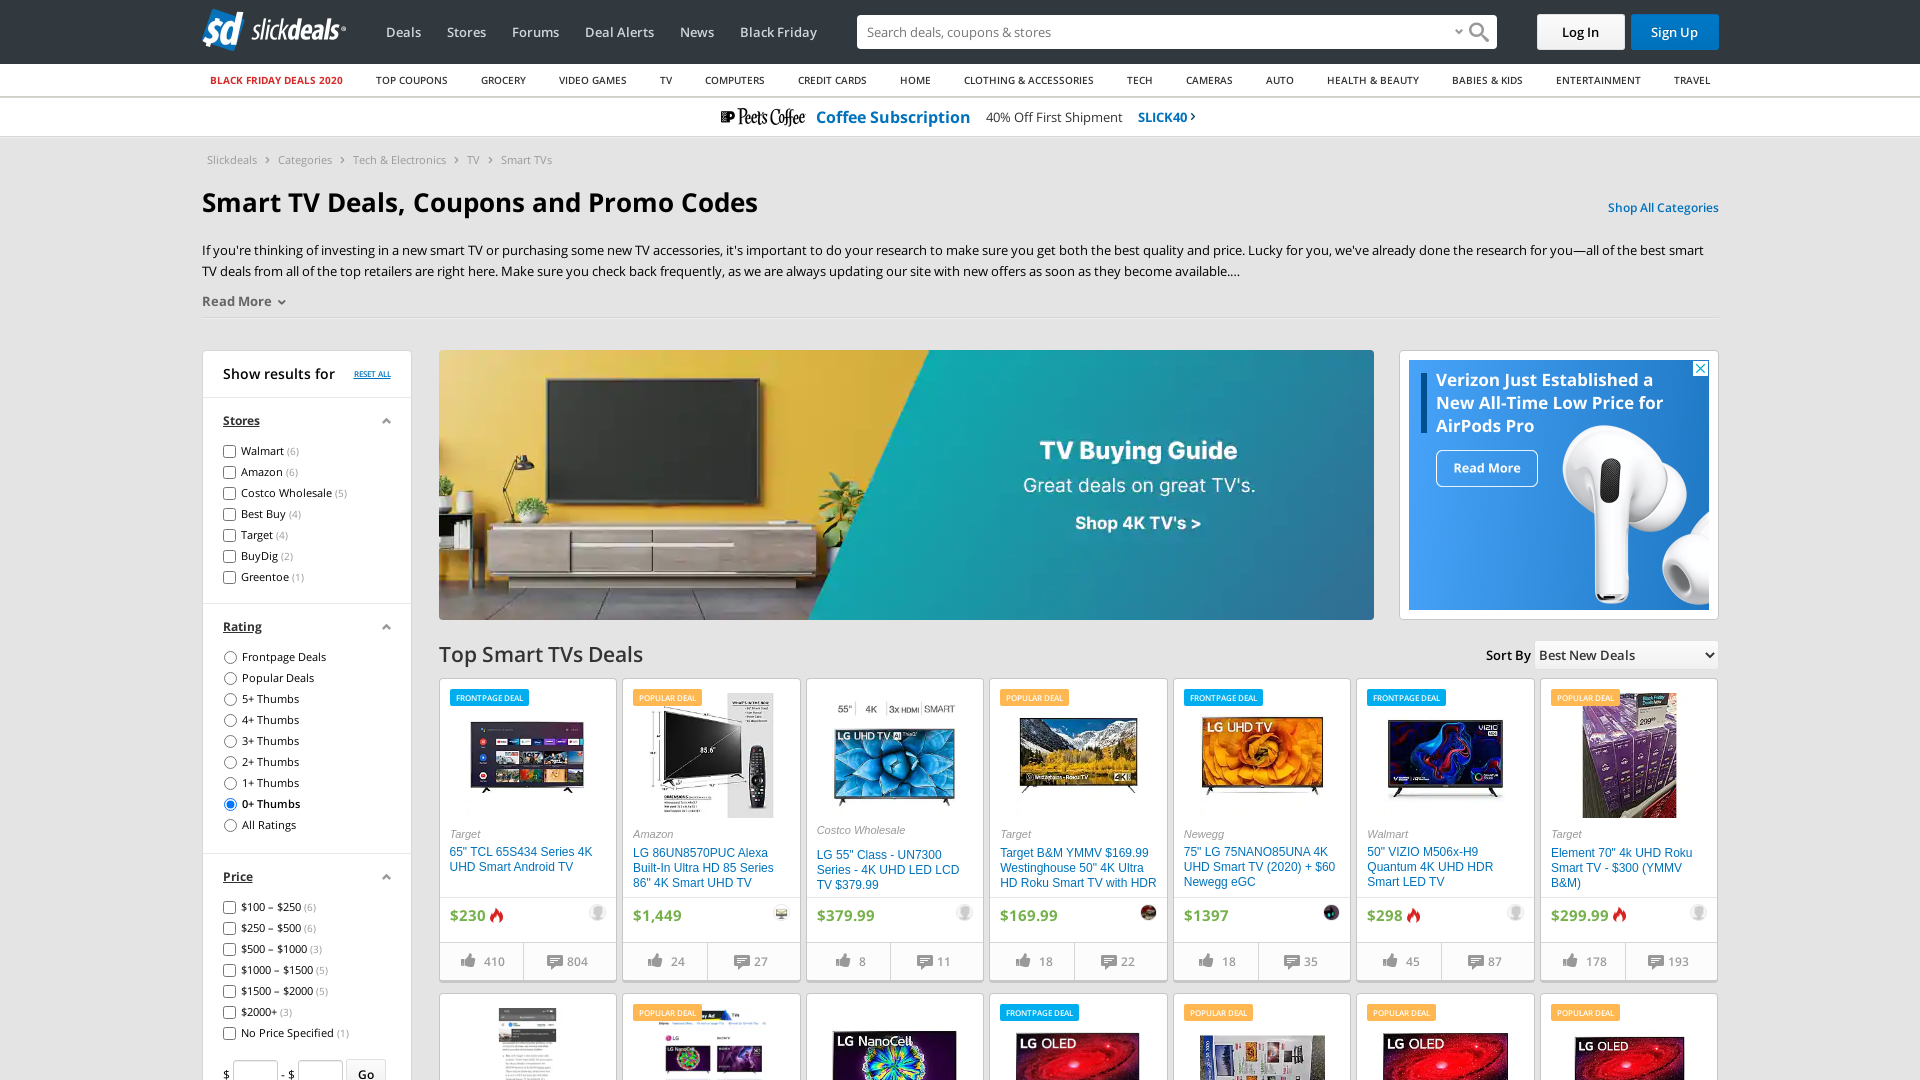 sd slickdeals
Deals
Stores
Forums
Deal Alerts
News
Black Friday
Search deals, coupons & stores
Log In
Sign Up
BLACK FRIDAY DEALS 2020
TOP COUPONS
GROCERY
VIDEO GAMES
TV
COMPUTERS
CREDIT CARDS
HOME
CLOTHING & ACCESSORIES
TECH
CAMERAS
AUTO
HEALTH & BEAUTY
BABIES & KIDS
ENTERTAINMENT
TRAVEL
Peet's Coffee Coffee Subscription 40% Off First Shipment SLICK40
Slickdeals > Categories > Tech & Electronics > TV > Smart TVs
Smart TV Deals, Coupons and Promo Codes
Shop All Categories
If you're thinking of investing in a new smart TV or purchasing some new TV accessories, it's important to do your research to make sure you get both the best quality and price. Lucky for you, we've already done the research for you—all of the best smart
TV deals from all of the top retailers are right here. Make sure you check back frequently, as we are always updating our site with new offers as soon as they become available....
Read More
Show results for
RESET ALL
Stores
Walmart (6)
Amazon (6)
Costco Wholesale (5)
Best Buy (4)
Target (4)
BuyDig (2)
Greentoe (1)
Rating
Frontpage Deals
Popular Deals
5+ Thumbs
4+ Thumbs
3+ Thumbs
2+ Thumbs
1+ Thumbs
0+ Thumbs
All Ratings
Price
$100 – $250 (6)
$250 – $500 (6)
$500 – $1000 (3)
$1000 – $1500 (5)
$1500 – $2000 (5)
$2000+ (3)
No Price Specified (1)
$ - $ Go
TV Buying Guide
Great deals on great TV's.
Shop 4K TV's >
Verizon Just Established a
New All-Time Low Price for
AirPods Pro
Read More
Top Smart TVs Deals
Sort By Best New Deals
FRONTPAGE DEAL
Target
65" TCL 65S434 Series 4K
UHD Smart Android TV
$230
410
804
POPULAR DEAL
85.6"
Amazon
LG 86UN8570PUC Alexa
Built-In Ultra HD 85 Series
86" 4K Smart UHD TV
$1,449
24
27
55" 4K 3x HDMI SMART
LG UHD TV AI ThinQ
Costco Wholesale
LG 55" Class - UN7300
Series - 4K UHD LED LCD
TV $379.99
$379.99
8
11
POPULAR DEAL
Target
Target B&M YMMV $169.99
Westinghouse 50" 4K Ultra
HD Roku Smart TV with HDR
$169.99
18
22
FRONTPAGE DEAL
LG UHD TV
Newegg
75" LG 75NANO85UNA 4K
UHD Smart TV (2020) + $60
Newegg eGC
$1397
18
35
FRONTPAGE DEAL
VIZIO
Walmart
50" VIZIO M506x-H9
Quantum 4K UHD HDR
Smart LED TV
$298
45
87
POPULAR DEAL
Target
Element 70" 4k UHD Roku
Smart TV - $300 (YMMV
B&M)
$299.99
178
193
POPULAR DEAL
LG NanoCell
FRONTPAGE DEAL
LG OLED
POPULAR DEAL
POPULAR DEAL
LG OLED
POPULAR DEAL
LG OLED